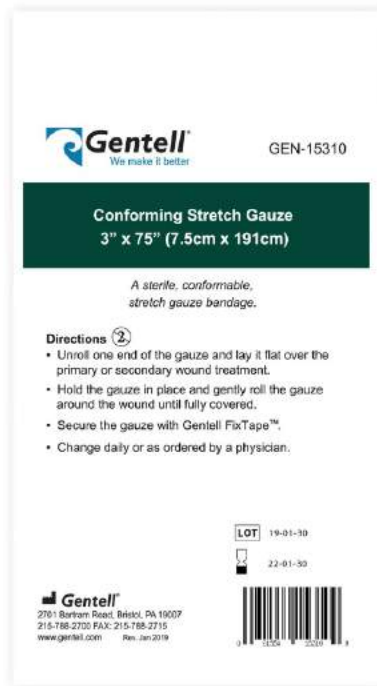 Gentell®
We make it better
GEN-15310
Conforming Stretch Gauze
3" x 75" (7.5cm x 191cm)
A sterile, conformable,
stretch gauze bandage.
Directions 2
• Unroll one end of the gauze and lay it flat over the
primary or secondary wound treatment.
• Hold the gauze in place and gently roll the gauze
around the wound until fully covered.
• Secure the gauze with Gentell FixTape™.
• Change daily or as ordered by a physician.
LOT 19-01-30
22-01-30
Gentell®
2701 Bartram Road, Bristol, PA 19007
215-788-2700 FAX: 215-788-2715
www.gentell.com Rev. Jan 2019